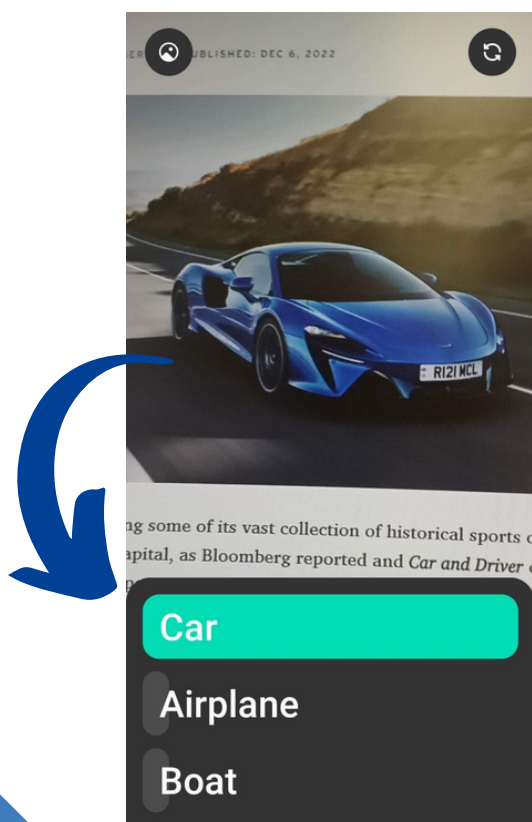 UBLISHED: DEC 6, 2022
R121 MCL
ng some of its vast collection of historical sports
apital, as Bloomberg reported and Car and Driver
Car
Airplane
Boat